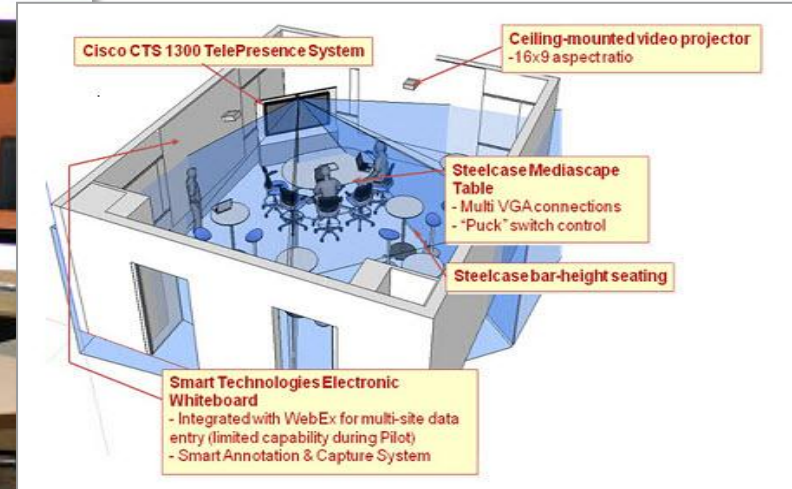 Cisco CTS 1300 TelePresence System
Ceiling-mounted video projector
-16x9 aspect ratio
Steelcase Mediascape
Table
- Multi VGA connections
- "Puck" switch control
Steelcase bar-height seating
Smart Technologies Electronic
Whiteboard
- Integrated with WebEx for multi-site data
entry (limited capability during Pilot)
- Smart Annotation & Capture System